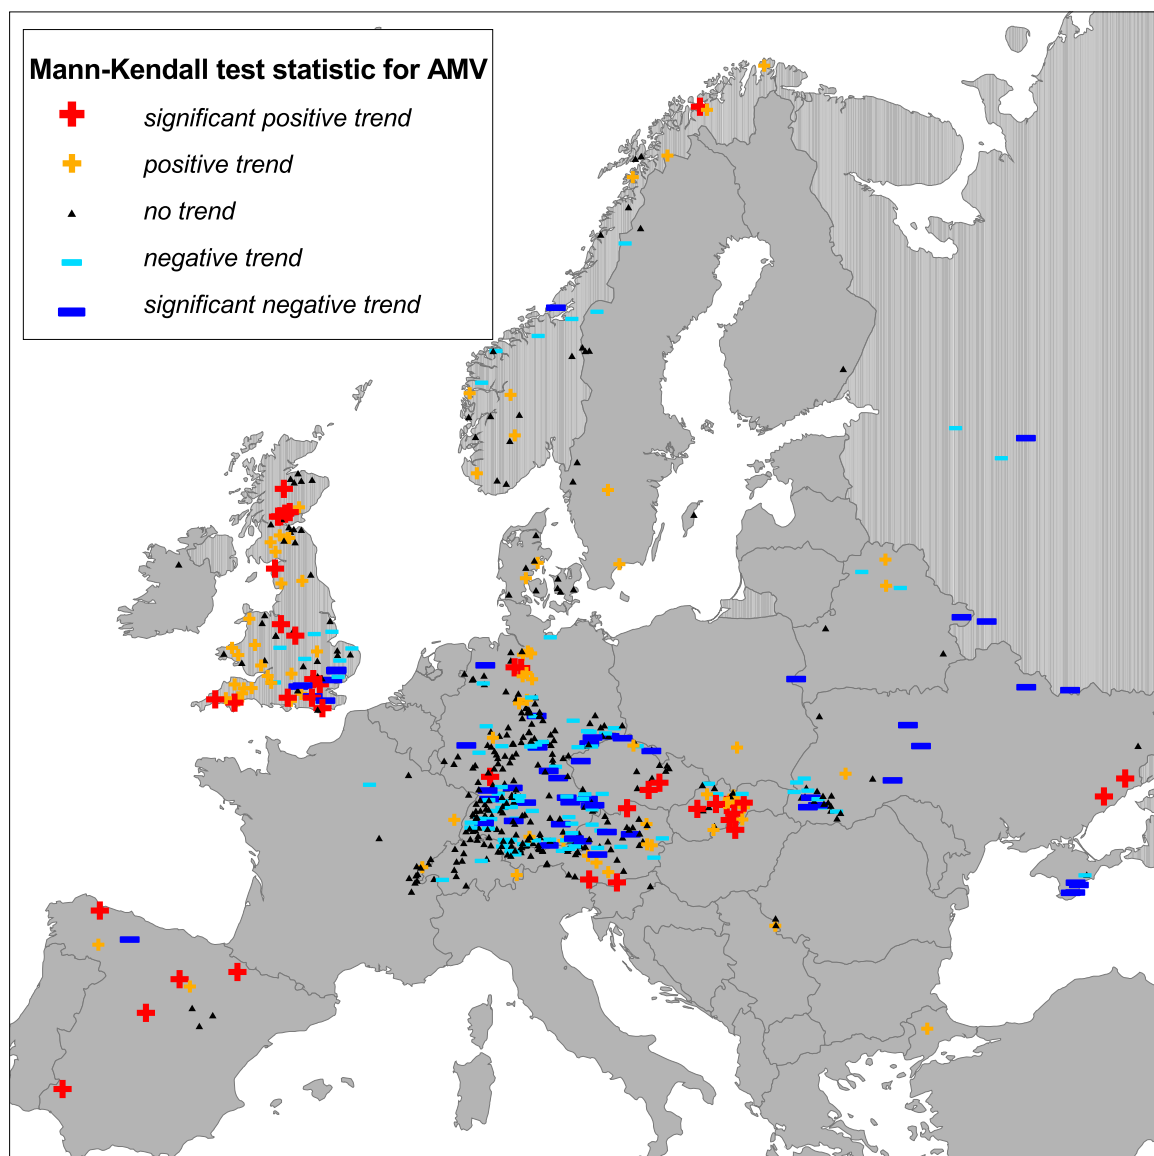 Mann-Kendall test statistic for AMV
significant positive trend
positive trend
no trend
negative trend
significant negative trend